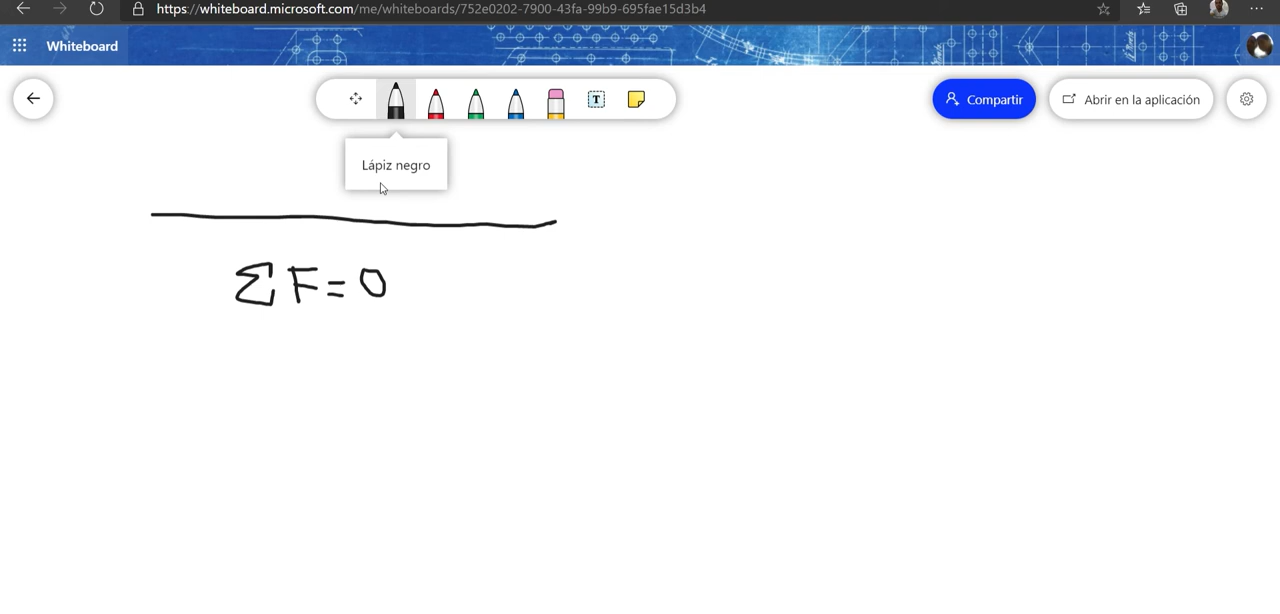 https://whiteboard.microsoft.com/me/whiteboards/752e0202-7900-43fa-99b9-695fae15d3b4
Whiteboard
T
Compartir
Abrir en la aplicación
Lápiz negro
∑ F = 0